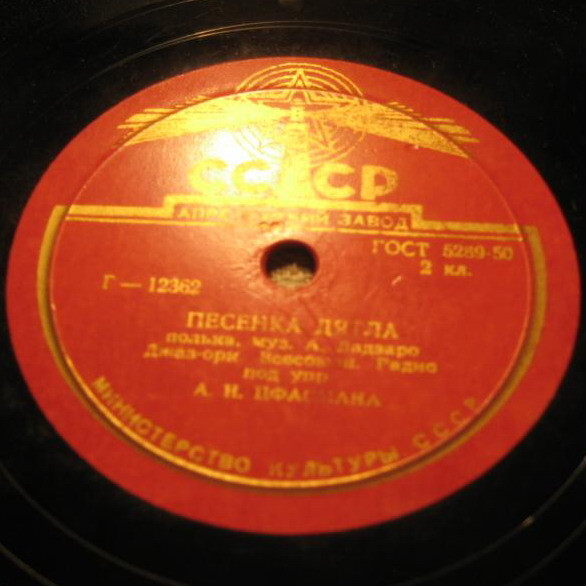 СССР
АПРЕЛЕВСКИЙ ЗАВОД
ГОСТ 5289-50
2 кл.
Г — 12362
ПЕСЕНКА ДЯТЛА
полька, муз. А.
Джаз-орк. Всесоюзн. Радио
под упр.
А. Н. ЦФАСМАНА
МИНИСТЕРСТВО КУЛЬТУРЫ СССР